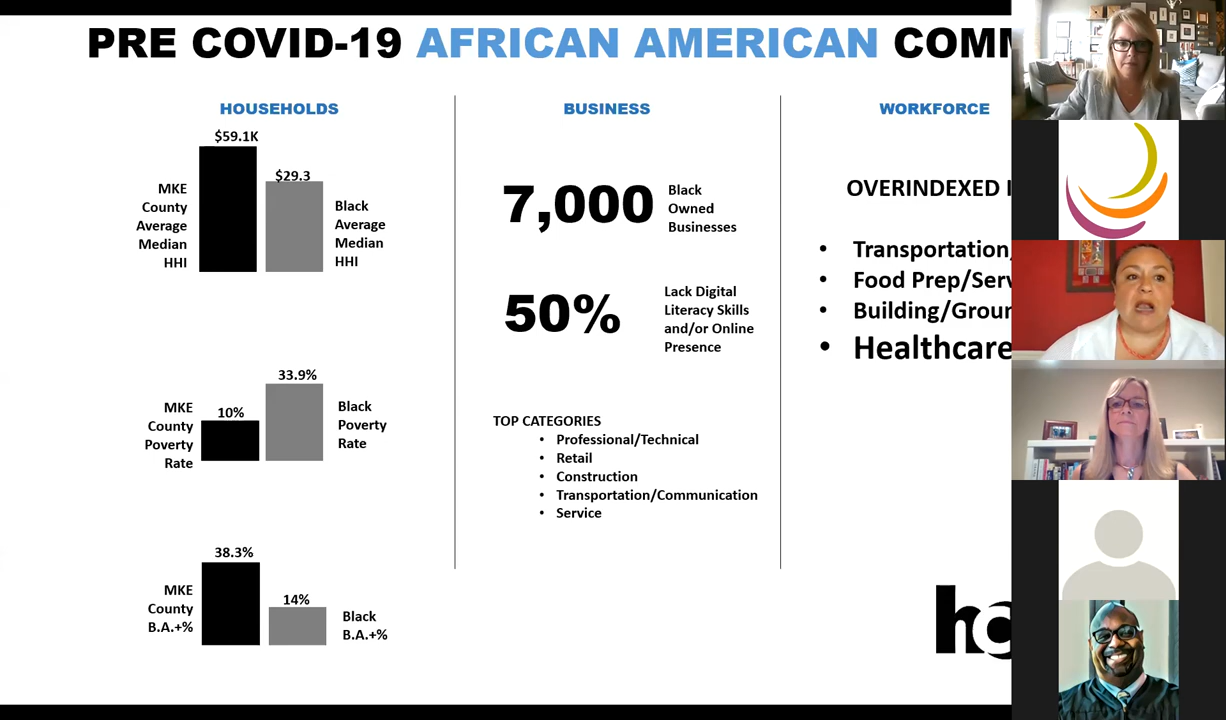 PRE COVID-19 AFRICAN AMERICAN
HOUSEHOLDS
$59.1K
$29.3
MKE
County
Average
Median
HHI
Black
Average
Median
HHI
33.9%
10%
MKE
County
Poverty
Rate
Black
Poverty
Rate
38.3%
14%
MKE
County
B.A.+%
Black
B.A.+%
BUSINESS
7,000
Black
Owned
Businesses
50%
Lack Digital
Literacy Skills
and/or Online
Presence
TOP CATEGORIES
• Professional/Technical
• Retail
• Construction
• Transportation/Communication
• Service
WORKFORCE
OVERINDEXED
• Transportation/
• Food Prep/Serv
• Building/Groun
• Healthcare
hc